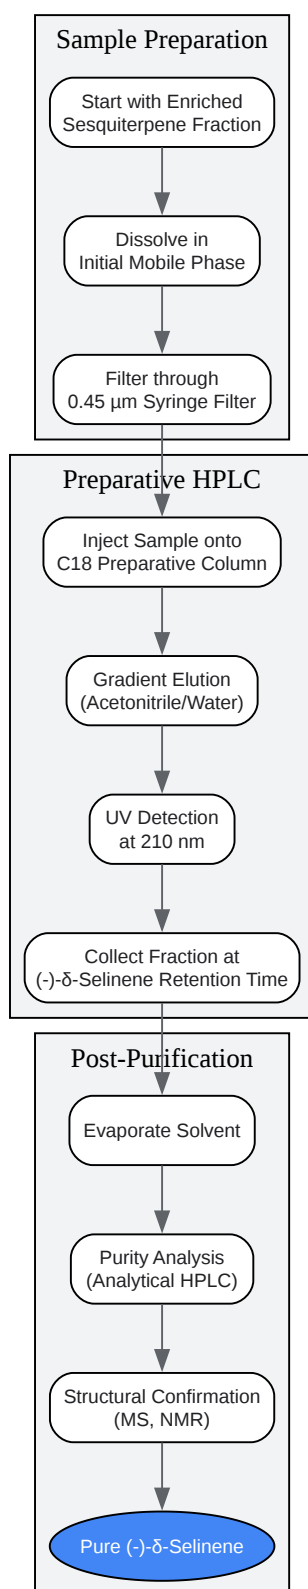 Sample Preparation
Start with Enriched
Sesquiterpene Fraction
Dissolve in
Initial Mobile Phase
Filter through
0.45 µm Syringe Filter
Preparative HPLC
Inject Sample onto
C18 Preparative Column
Gradient Elution
(Acetonitrile/Water)
UV Detection
at 210 nm
Collect Fraction at
(-)-δ-Selinene Retention Time
Post-Purification
Evaporate Solvent
Purity Analysis
(Analytical HPLC)
Structural Confirmation
(MS, NMR)
Pure (-)-δ-Selinene